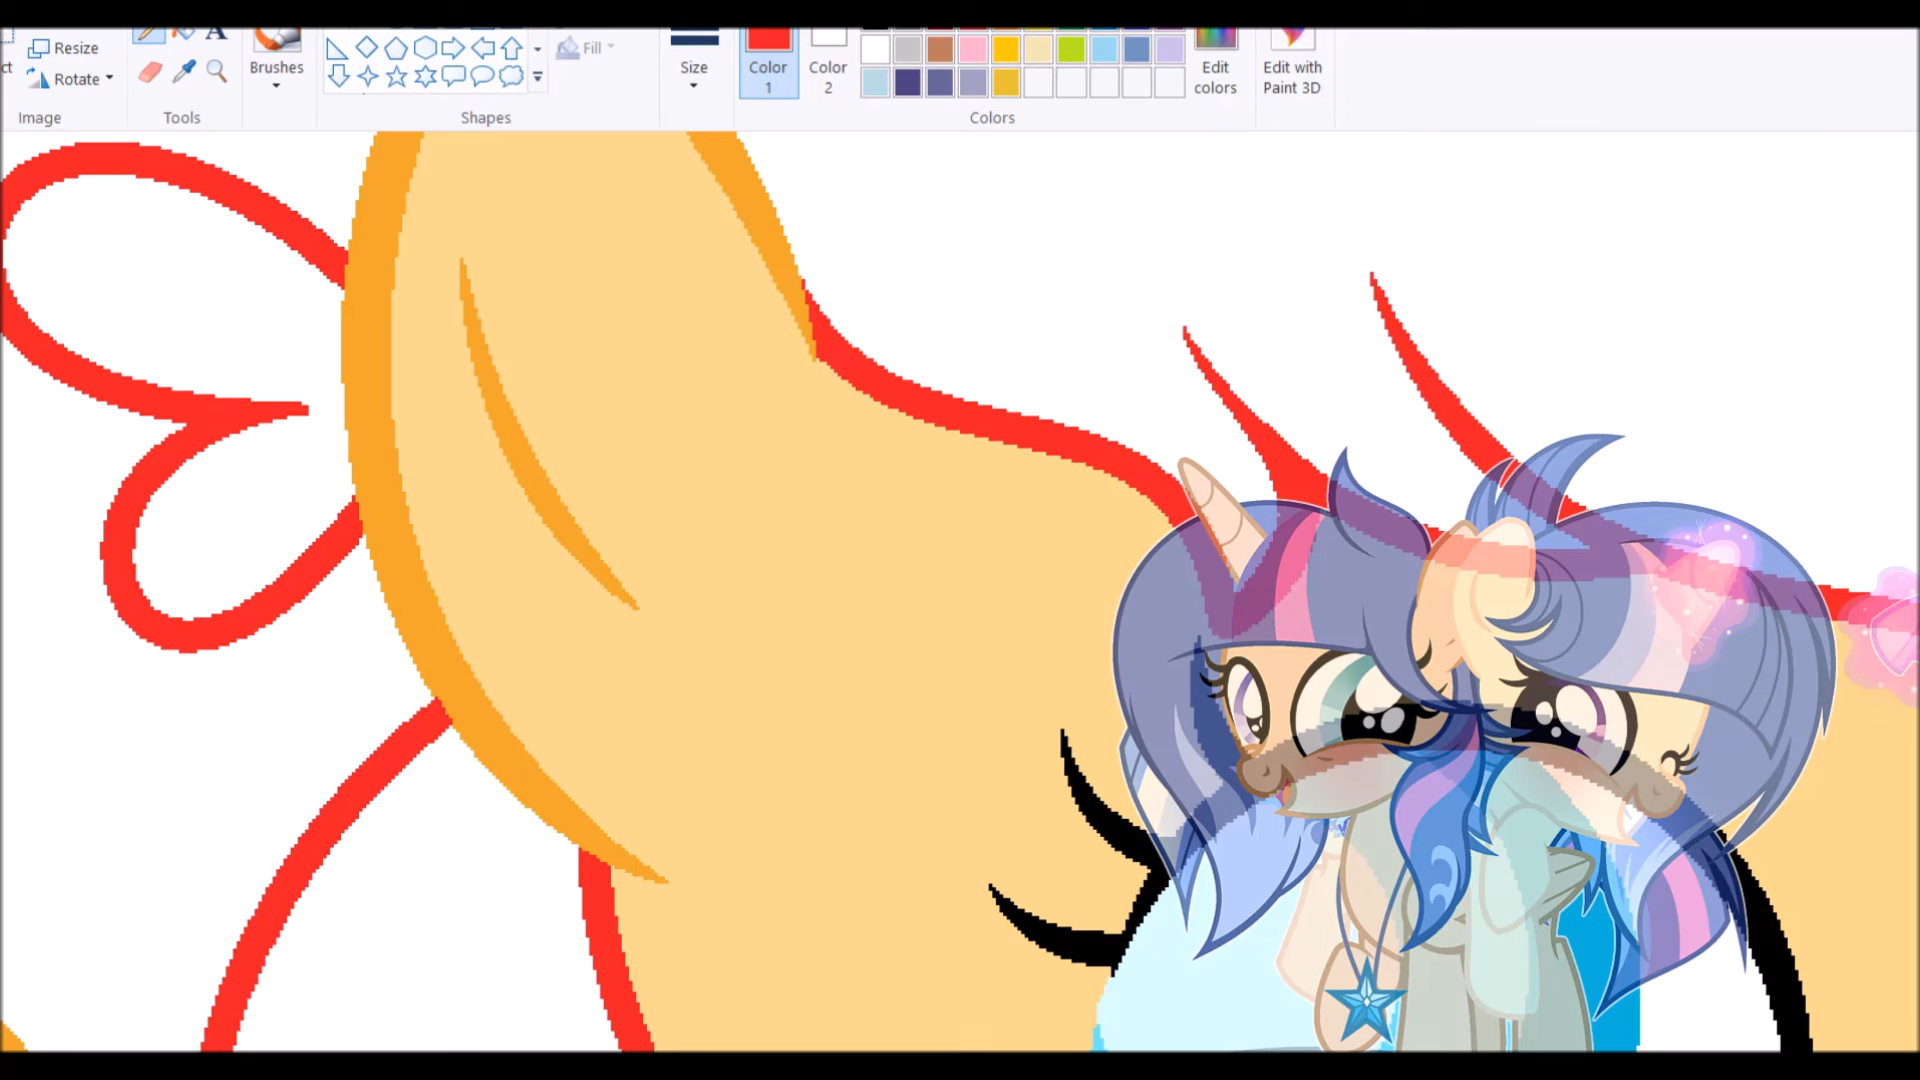 Resize
ct
Rotate
Image
A
Tools
Brushes
Shapes
Fill
Size
Color
1
Color
2
Colors
Edit
colors
Edit with
Paint 3D